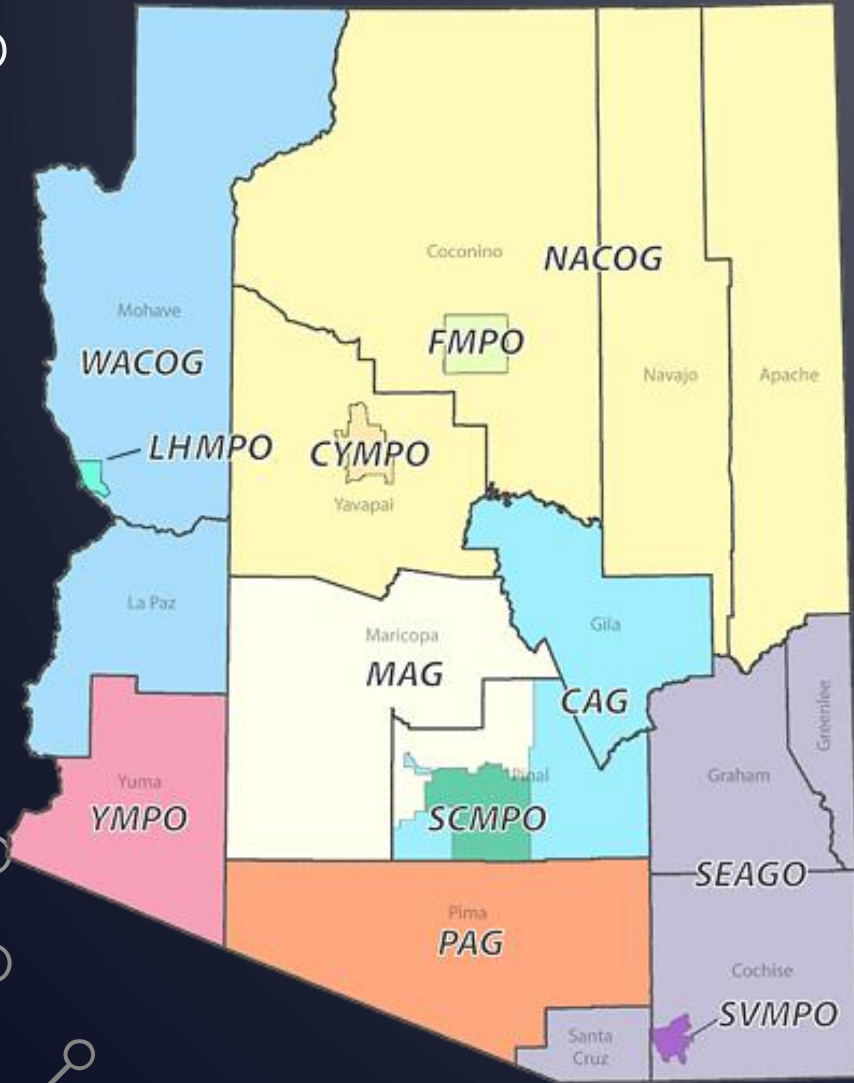 Coconino
NACOG
Mohave
FMPO
WACOG
Navajo
Apache
LHMPO
CYMPO
Yavapai
La Paz
Gila
Maricopa
MAG
CAG
Greenlee
Yuma
Pinal
Graham
YMPO
SCMPO
SEAGO
Pima
PAG
Cochise
SVMPO
Santa
Cruz